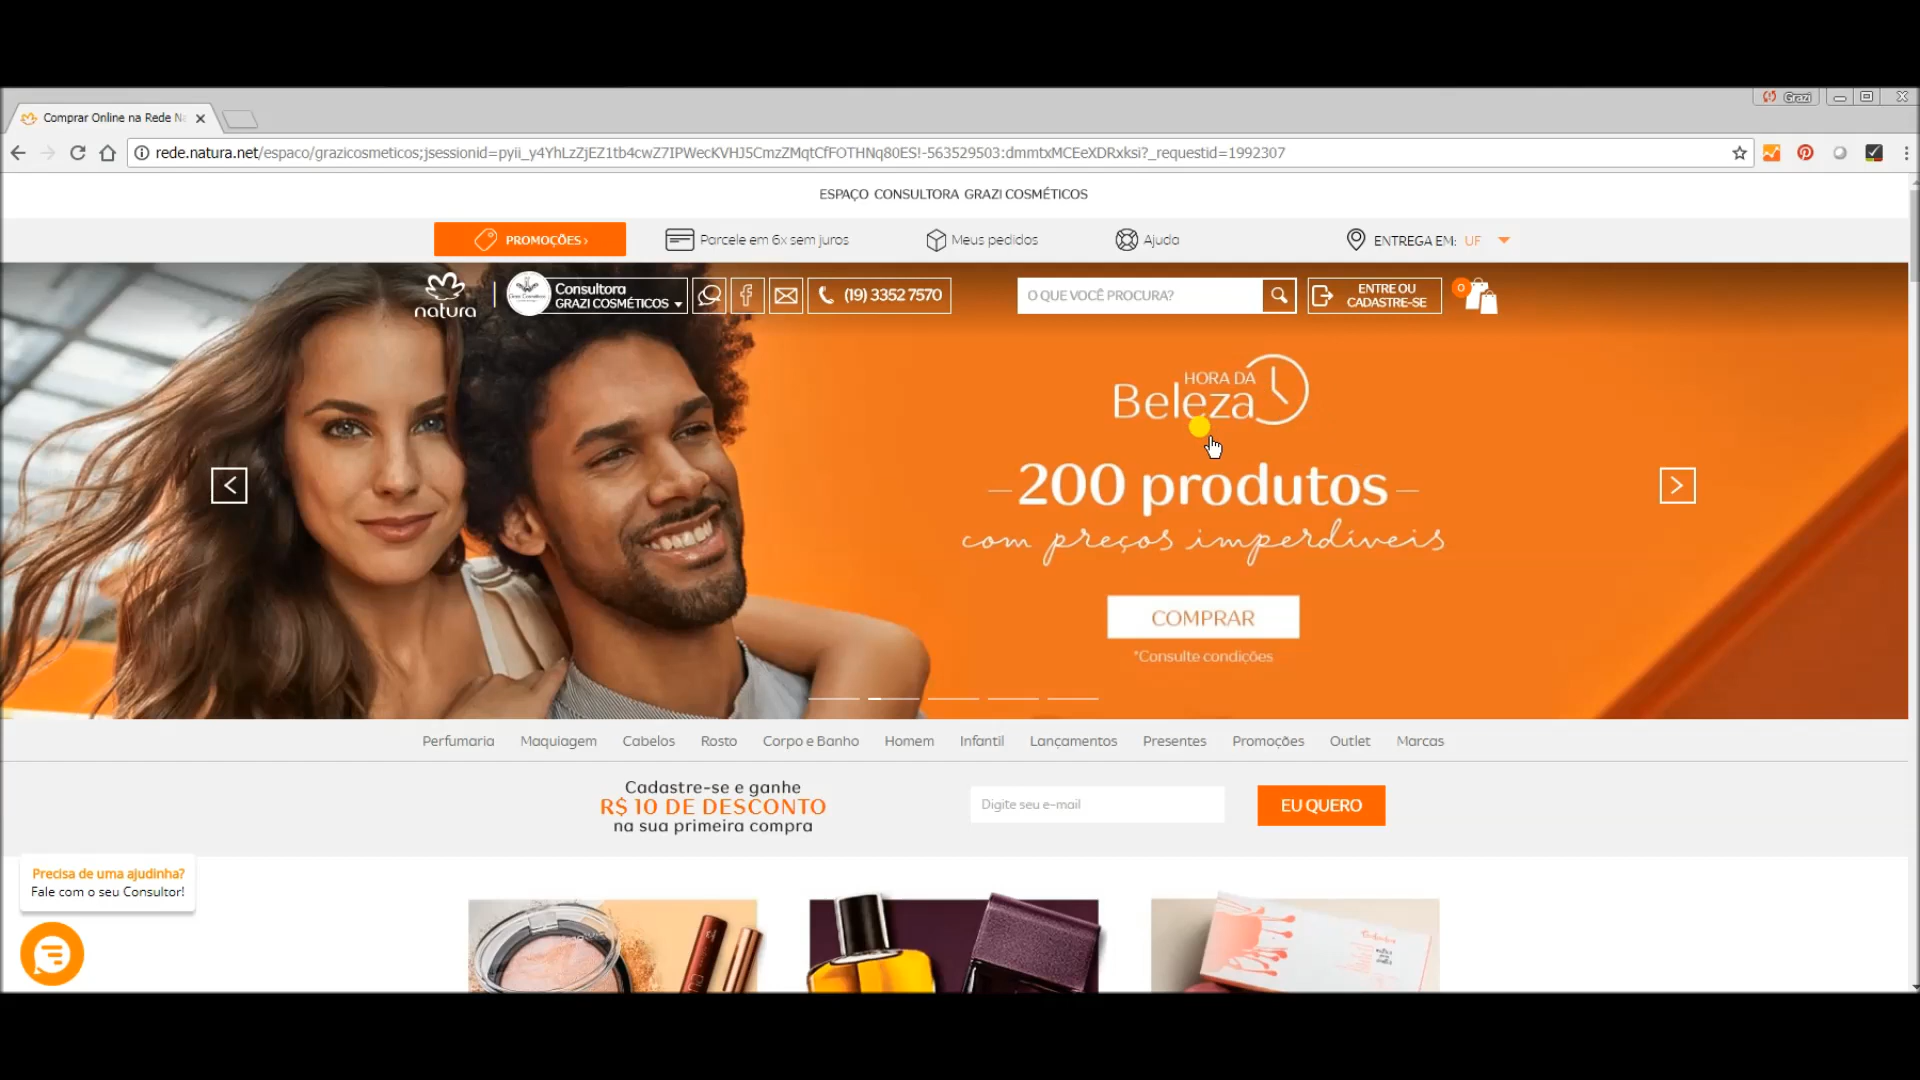 Grazi
Comprar Online na Rede Na
rede.natura.net/espaco/grazicosmeticos;jsessionid=pyii_y4YhLzZjEZ1tb4cwZ7IPWecKVHJ5CmzZMqtCfFOTHNq80ES!-563529503:dmmtxMCEeXDRxksi?_requestid=1992307
ESPAÇO CONSULTORA GRAZI COSMÉTICOS
PROMOÇÕES ›
Parcele em 6x sem juros
Meus pedidos
Ajuda
ENTREGA EM: UF
natura
Consultora
GRAZI COSMÉTICOS
(19) 3352 7570
O QUE VOCÊ PROCURA?
ENTRE OU
CADASTRE-SE
0
HORA DA
Beleza
200 produtos
com preços imperdíveis
COMPRAR
*Consulte condições
Perfumaria Maquiagem Cabelos Rosto Corpo e Banho Homem Infantil Lançamentos Presentes Promoções Outlet Marcas
Cadastre-se e ganhe
R$ 10 DE DESCONTO
na sua primeira compra
Digite seu e-mail
EU QUERO
Precisa de uma ajudinha?
Fale com o seu Consultor!